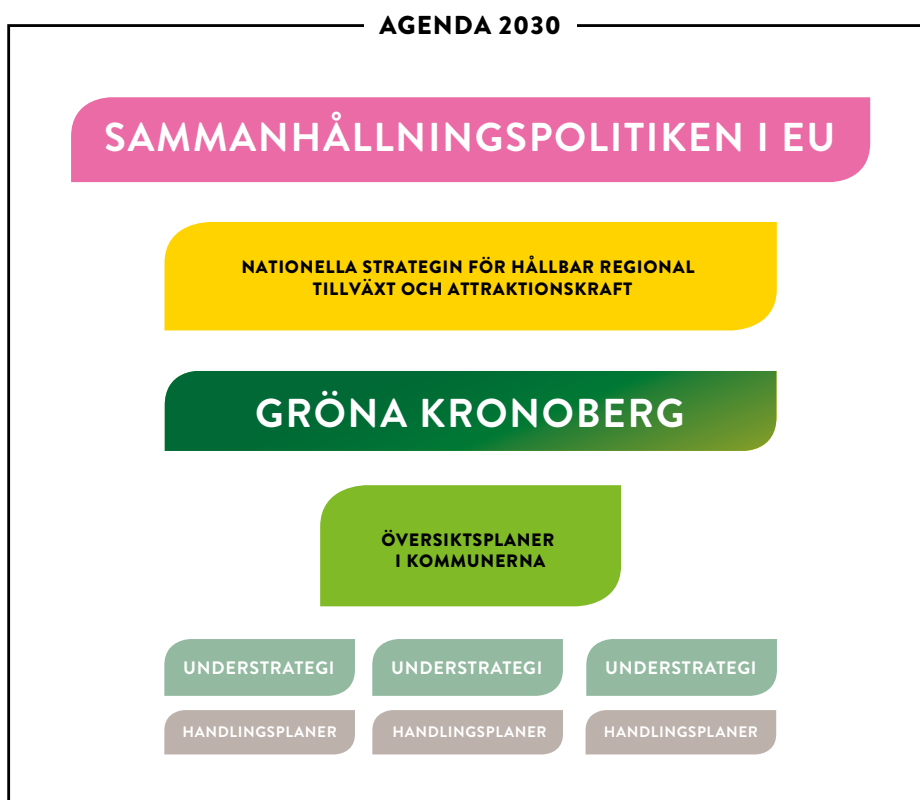 AGENDA 2030
SAMMANHÅLLNINGSPOLITIKEN I EU
NATIONELLA STRATEGIN FÖR HÅLLBAR REGIONAL
TILLVÄXT OCH ATTRAKTIONSKRAFT
GRÖNA KRONOBERG
ÖVERSIKTSPLANER
I KOMMUNERNA
UNDERSTRATEGI UNDERSTRATEGI UNDERSTRATEGI
HANDLINGSPLANER HANDLINGSPLANER HANDLINGSPLANER